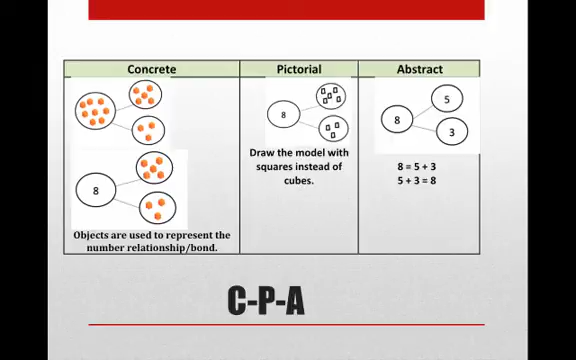 Concrete
Pictorial
Abstract
8
Objects are used to represent the
number relationship/bond.
8
Draw the model with
squares instead of
cubes.
8
5
3
8 = 5 + 3
5 + 3 = 8
C-P-A